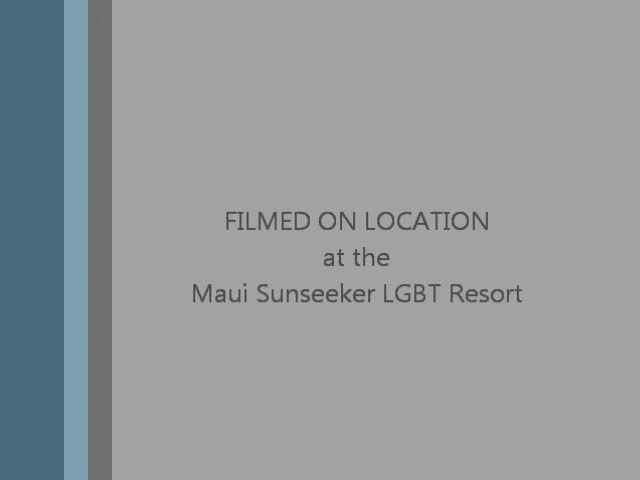 FILMED ON LOCATION
at the
Maui Sunseeker LGBT Resort